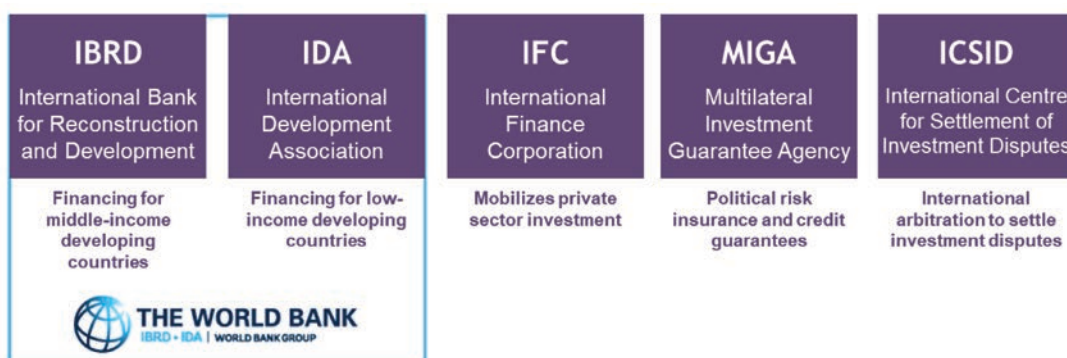 IBRD
International Bank
for Reconstruction
and Development
Financing for
middle-income
developing
countries
IDA
International
Development
Association
Financing for low-
income developing
countries
THE WORLD BANK
IBRD • IDA | WORLD BANK GROUP
IFC
International
Finance
Corporation
Mobilizes private
sector investment
MIGA
Multilateral
Investment
Guarantee Agency
Political risk
insurance and credit
guarantees
ICSID
International Centre
for Settlement of
Investment Disputes
International
arbitration to settle
investment disputes